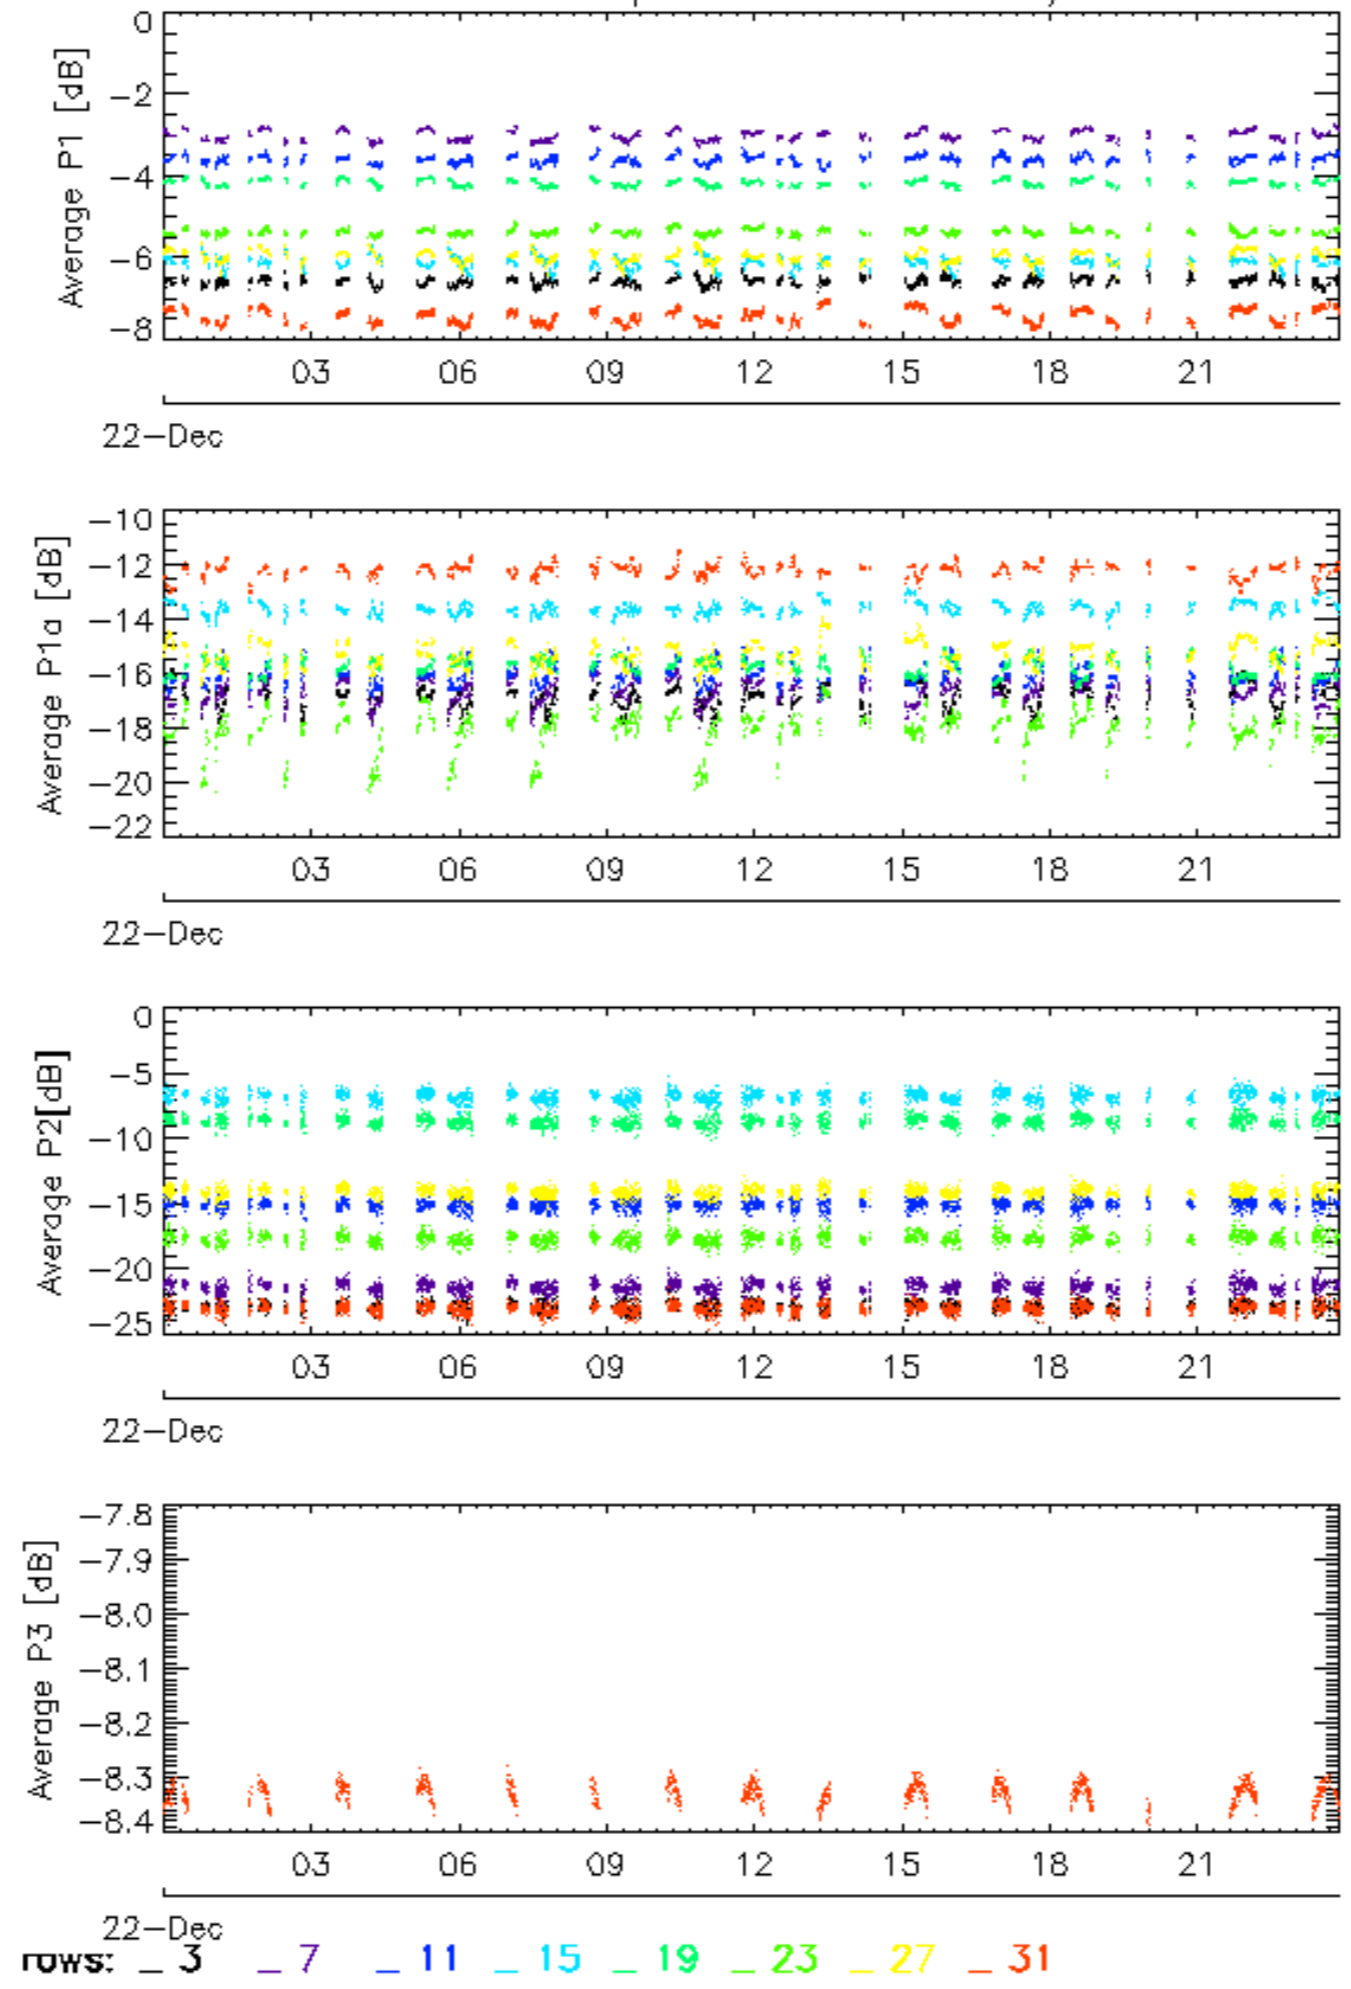 Average P1 [dB]
0
−2
−4
−6
−8
03 06 09 12 15 18 21
22−Dec
Average P1a [dB]
−10
−12
−14
−16
−18
−20
−22
03 06 09 12 15 18 21
22−Dec
Average P2[dB]
0
−5
−10
−15
−20
−25
03 06 09 12 15 18 21
22−Dec
Average P3 [dB]
−7.8
−7.9
−8.0
−8.1
−8.2
−8.3
−8.4
03 06 09 12 15 18 21
22−Dec
rows: _ 3 _ 7 _ 11 _ 15 _ 19 _ 23 _ 27 _ 31